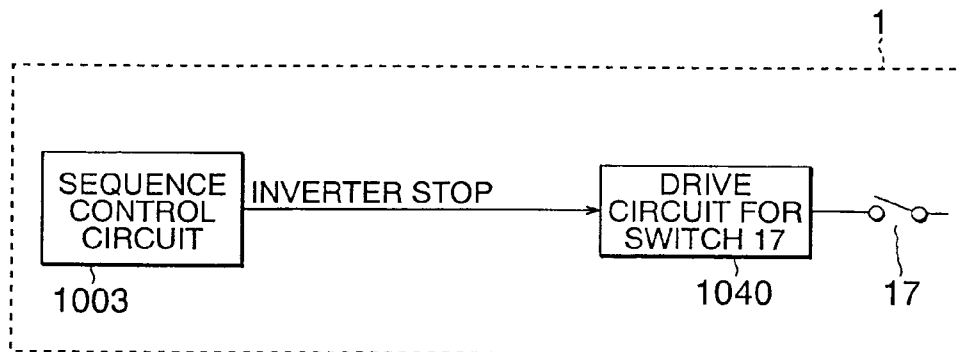 1
SEQUENCE
CONTROL
CIRCUIT
INVERTER STOP
DRIVE
CIRCUIT FOR
SWITCH 17
1003
1040
17